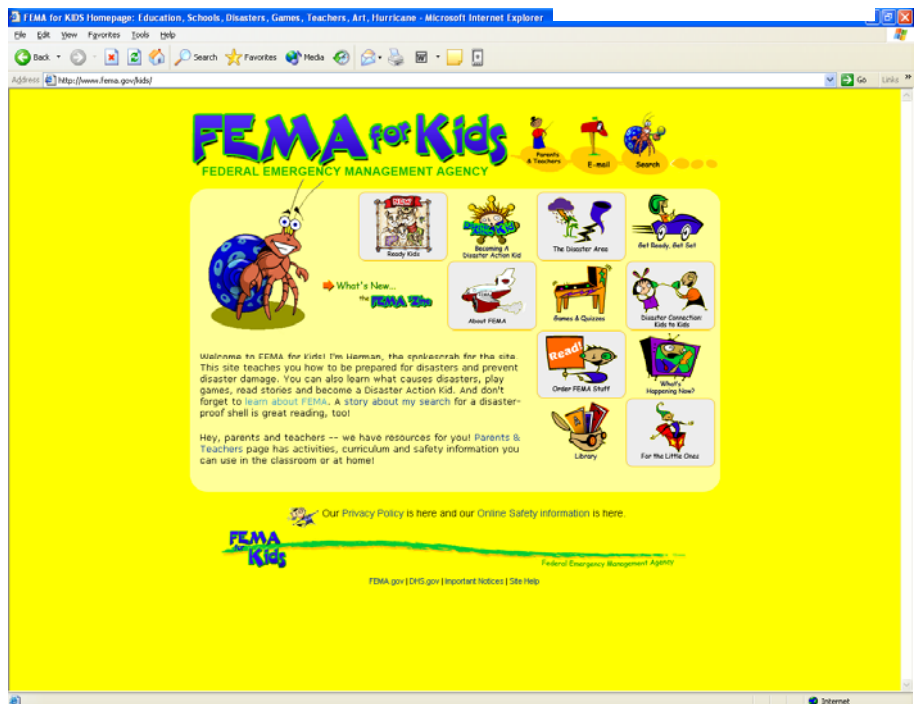 FEMA for KIDS Homepage: Education, Schools, Disasters, Games, Teachers, Art, Hurricane - Microsoft Internet Explorer
File Edit View Favorites Tools Help
Back Search Favorites Media
Address http://www.fema.gov/kids/ Go Links »
FEMA for Kids
FEDERAL EMERGENCY MANAGEMENT AGENCY
Parents & Teachers
E-mail
Search
NEW
Ready Kids
Becoming A
Disaster Action Kid
The Disaster Area
Get Ready, Get Set
What's New...
the FEMA 'Zine
FEMA
About FEMA
Games & Quizzes
Disaster Connection:
Kids to Kids
Read!
Order FEMA Stuff
What's
Happening Now?
Library
For the Little Ones
Welcome to FEMA for Kids! I'm Herman, the spokescrab for the site.
This site teaches you how to be prepared for disasters and prevent
disaster damage. You can also learn what causes disasters, play
games, read stories and become a Disaster Action Kid. And don't
forget to learn about FEMA. A story about my search for a disaster-
proof shell is great reading, too!
Hey, parents and teachers -- we have resources for you! Parents &
Teachers page has activities, curriculum and safety information you
can use in the classroom or at home!
Our Privacy Policy is here and our Online Safety information is here.
FEMA
for
Kids
Federal Emergency Management Agency
FEMA.gov | DHS.gov | Important Notices | Site Help
Internet